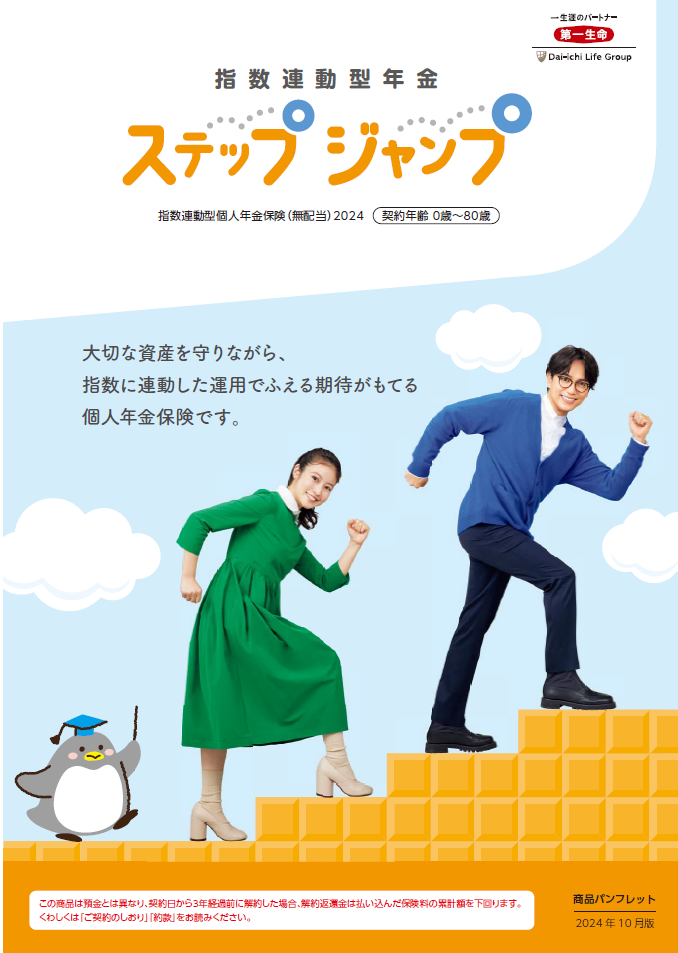 一生涯のパートナー
第一生命
Dai-ichi Life Group
指数連動型年金
ステップ ジャンプ
指数連動型個人年金保険(無配当)2024 契約年齢 0歳〜80歳
大切な資産を守りながら、
指数に連動した運用でふえる期待がもてる
個人年金保険です。
この商品は預金とは異なり、契約日から3年経過前に解約した場合、解約返還金は払い込んだ保険料の累計額を下回ります。
くわしくは「ご契約のしおり」「約款」をお読みください。
商品パンフレット
2024年10月版